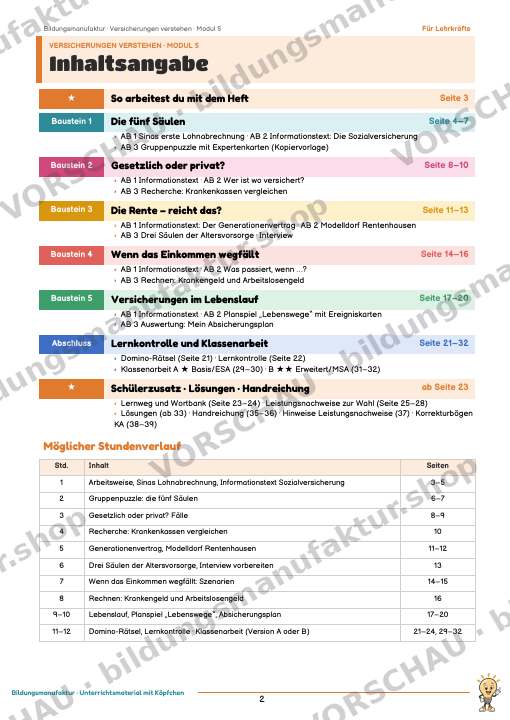 Bildungsmanufaktur · Versicherungen verstehen · Modul 5
Für Lehrkräfte
VERSICHERUNGEN VERSTEHEN · MODUL 5
Inhaltsangabe
★ So arbeitest du mit dem Heft Seite 3
Baustein 1 Die fünf Säulen Seite 4–7
· AB 1 Sinas erste Lohnabrechnung · AB 2 Informationstext: Die Sozialversicherung
· AB 3 Gruppenpuzzle mit Expertenkarten (Kopiervorlage)
Baustein 2 Gesetzlich oder privat? Seite 8–10
· AB 1 Informationstext · AB 2 Wer ist wo versichert?
· AB 3 Recherche: Krankenkassen vergleichen
Baustein 3 Die Rente – reicht das? Seite 11–13
· AB 1 Informationstext: Der Generationenvertrag · AB 2 Modelldorf Rentenhausen
· AB 3 Drei Säulen der Altersvorsorge · Interview
Baustein 4 Wenn das Einkommen wegfällt Seite 14–16
· AB 1 Informationstext · AB 2 Was passiert, wenn ...?
· AB 3 Rechnen: Krankengeld und Arbeitslosengeld
Baustein 5 Versicherungen im Lebenslauf Seite 17–20
· AB 1 Informationstext · AB 2 Planspiel „Lebenswege“ mit Ereigniskarten
· AB 3 Auswertung: Mein Absicherungsplan
Abschluss Lernkontrolle und Klassenarbeit Seite 21–32
· Domino-Rätsel (Seite 21) · Lernkontrolle (Seite 22)
· Klassenarbeit A ★ Basis/ESA (29–30) · B ★★ Erweitert/MSA (31–32)
★ Schülerzusatz · Lösungen · Handreichung ab Seite 23
· Lernweg und Wortbank (Seite 23–24) · Leistungsnachweise zur Wahl (Seite 25–28)
· Lösungen (ab 33) · Handreichung (35–36) · Hinweise Leistungsnachweise (37) · Korrekturbögen
KA (38–39)
Möglicher Stundenverlauf
Std. Inhalt Seiten
1 Arbeitsweise, Sinas Lohnabrechnung, Informationstext Sozialversicherung 3–5
2 Gruppenpuzzle: die fünf Säulen 6–7
3 Gesetzlich oder privat? Fälle 8–9
4 Recherche: Krankenkassen vergleichen 10
5 Generationenvertrag, Modelldorf Rentenhausen 11–12
6 Drei Säulen der Altersvorsorge, Interview vorbereiten 13
7 Wenn das Einkommen wegfällt: Szenarien 14–15
8 Rechnen: Krankengeld und Arbeitslosengeld 16
9–10 Lebenslauf, Planspiel „Lebenswege“, Absicherungsplan 17–20
11–12 Domino-Rätsel, Lernkontrolle · Klassenarbeit (Version A oder B) 21–24, 29–32
Bildungsmanufaktur · Unterrichtsmaterial mit Köpfchen
2
VORSCHAU · bildungsmanufaktur.shop